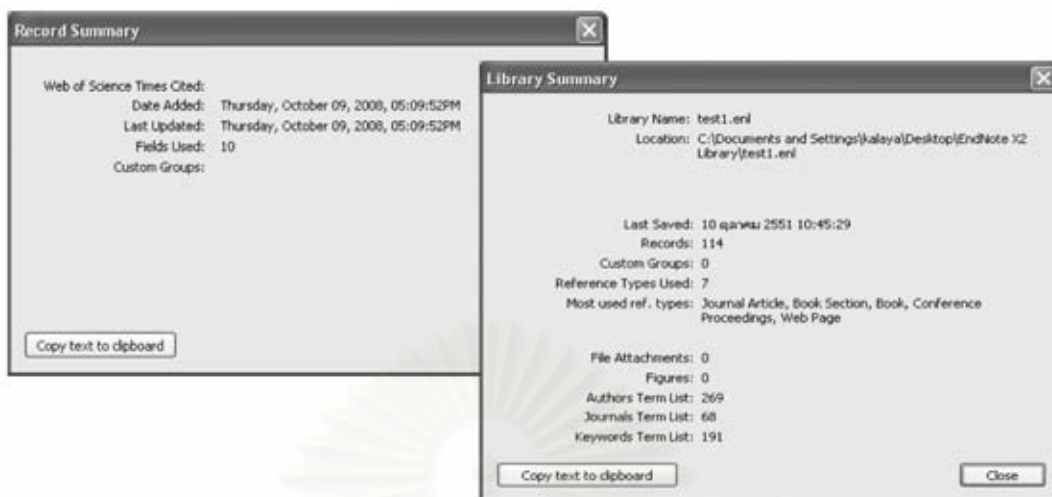 Record Summary
Web of Science Times Cited:
Date Added: Thursday, October 09, 2008, 05:09:52PM
Last Updated: Thursday, October 09, 2008, 05:09:52PM
Fields Used: 10
Custom Groups:
Copy text to clipboard
Library Summary
Library Name: test1.enl
Location: C:\Documents and Settings\kalaya\Desktop\EndNote X2
Library\test1.enl
Last Saved: 10 ตุลาคม 2551 10:45:29
Records: 114
Custom Groups: 0
Reference Types Used: 7
Most used ref. types: Journal Article, Book Section, Book, Conference
Proceedings, Web Page
File Attachments: 0
Figures: 0
Authors Term List: 269
Journals Term List: 68
Keywords Term List: 191
Copy text to clipboard
Close